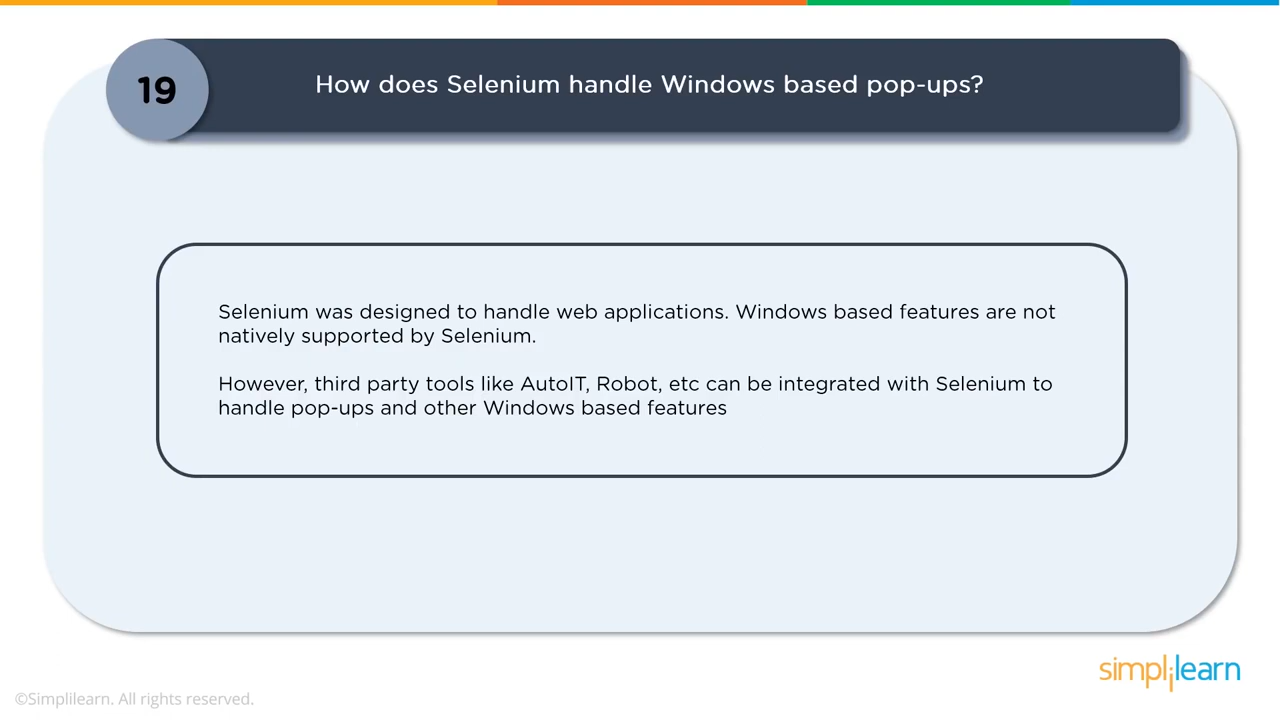 19
How does Selenium handle Windows based pop-ups?
Selenium was designed to handle web applications. Windows based features are not
natively supported by Selenium.
However, third party tools like AutoIT, Robot, etc can be integrated with Selenium to
handle pop-ups and other Windows based features
simplilearn
©Simplilearn. All rights reserved.